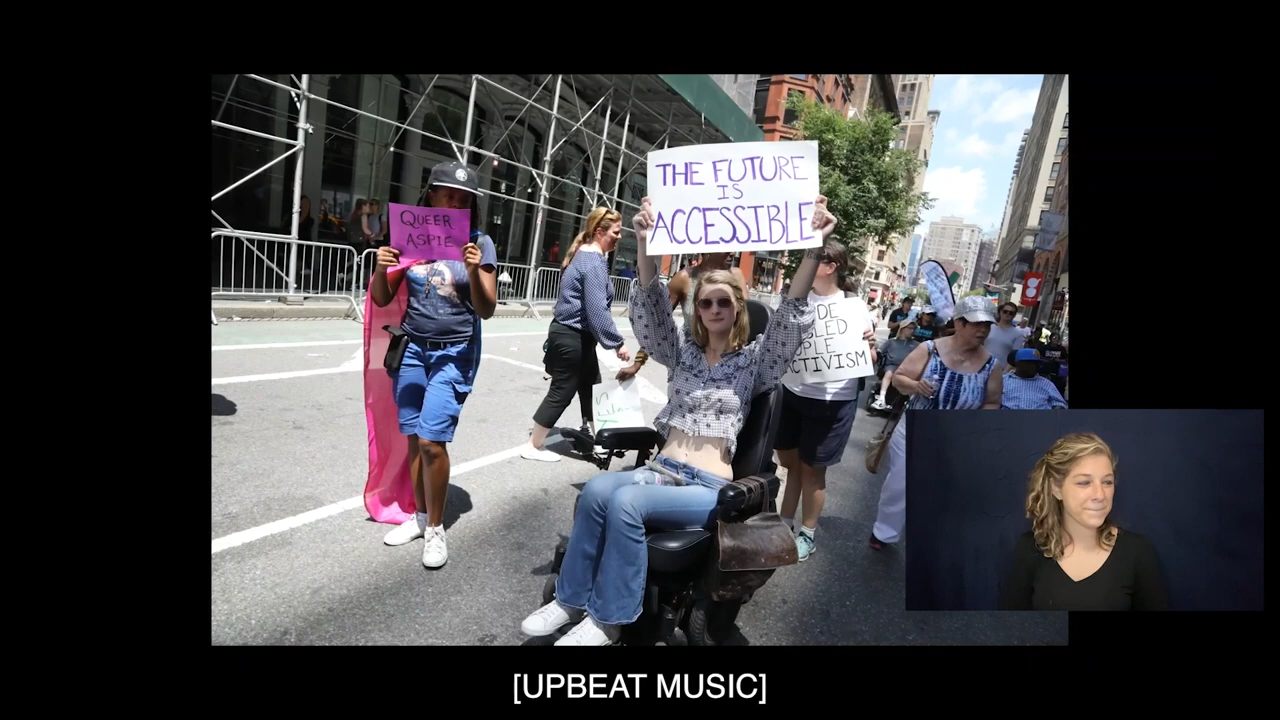 THE FUTURE
IS
ACCESSIBLE
QUEER
ASPIE
ACTIVISM
[UPBEAT MUSIC]